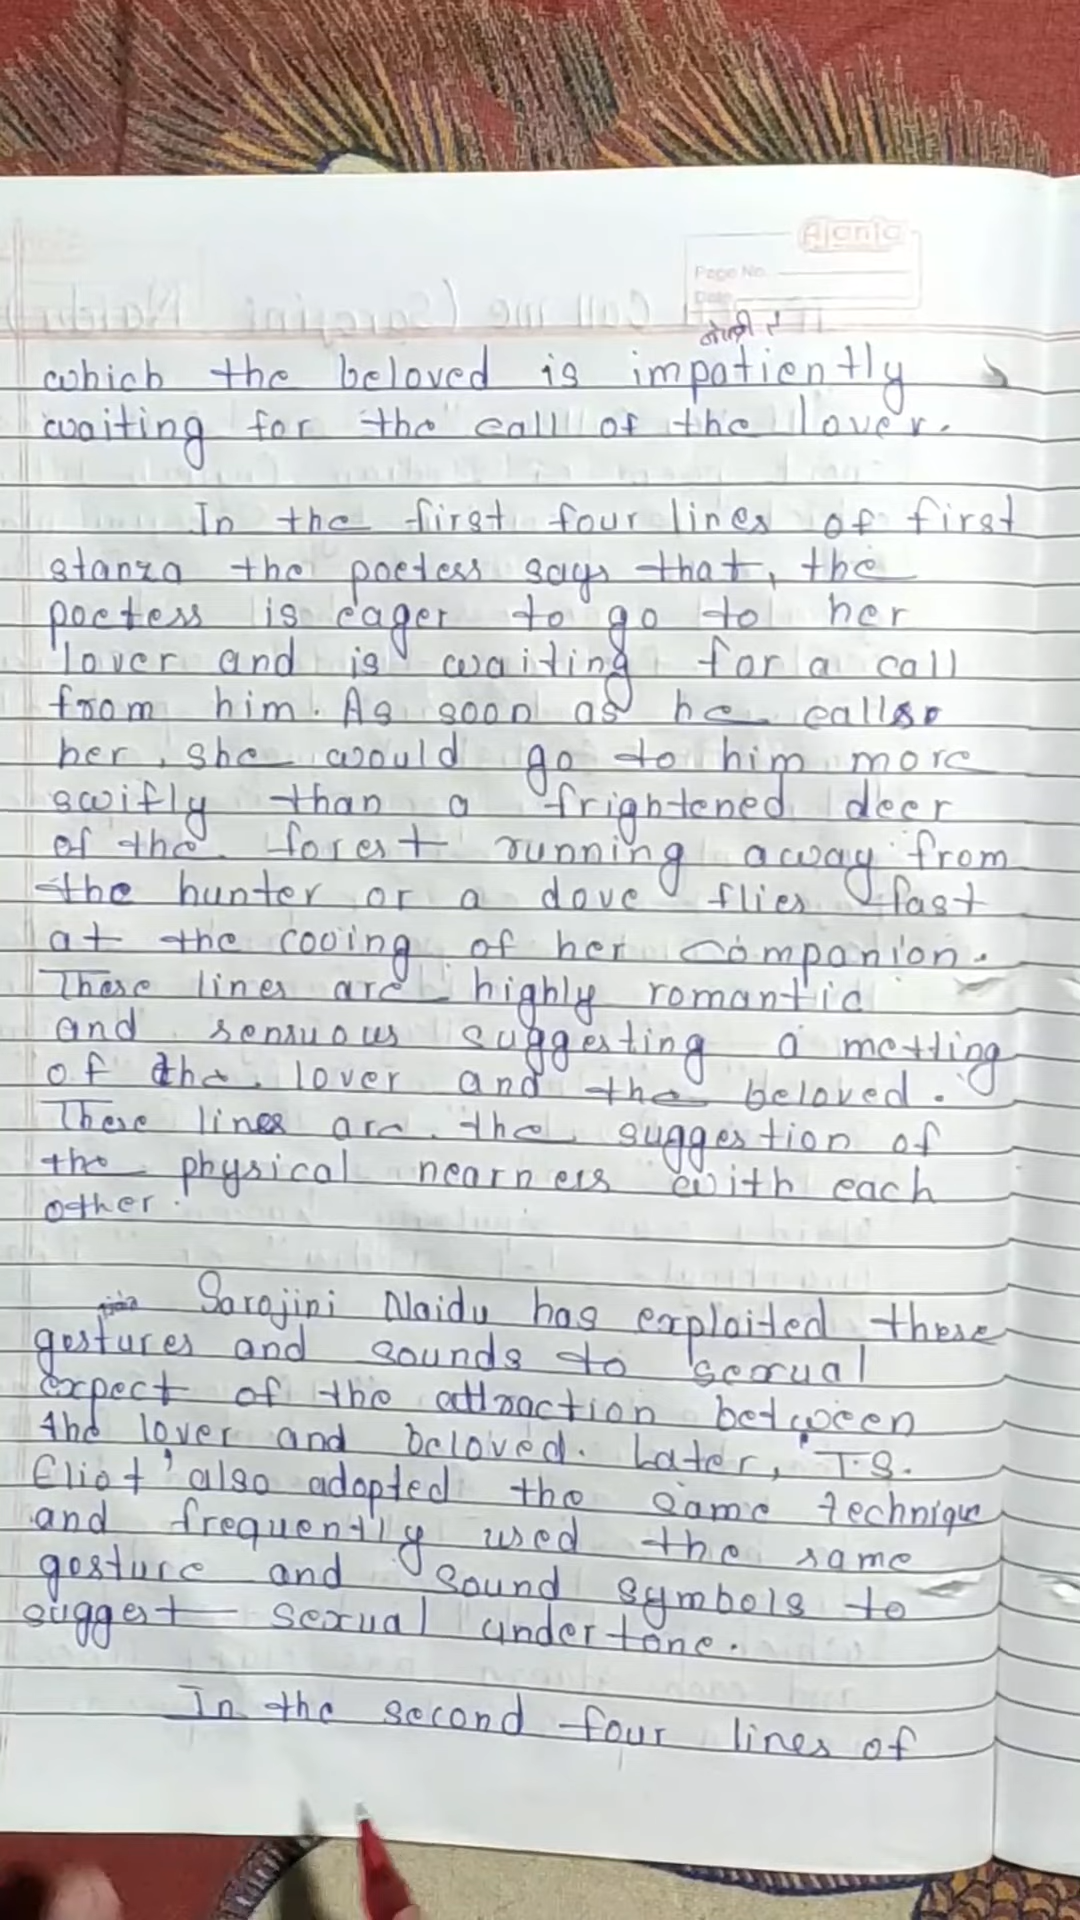 Ajanta
Page No.
Date
which the beloved is impatiently
waiting for the call of the lover.
In the first four lines of first
stanza the poetess says that, the
poetess is eager to go to her
lover and is waiting for a call
from him. As soon as he calls
her, she would go to him more
swifly than a frightened deer
of the forest running away from
the hunter or a dove flies fast
at the cooing of her companion.
These lines are highly romantic
and sensuous suggesting a metting
of the lover and the beloved.
These lines are the suggestion of
the physical nearness with each
other.
Sarojini Naidu has exploited these
gestures and sounds to sexual
expect of the attraction between
the lover and beloved. Later, 'T.S.
Eliot' also adopted the same technique
and frequently used the same
gesture and sound symbols to
suggest sexual undertone.
In the second four lines of